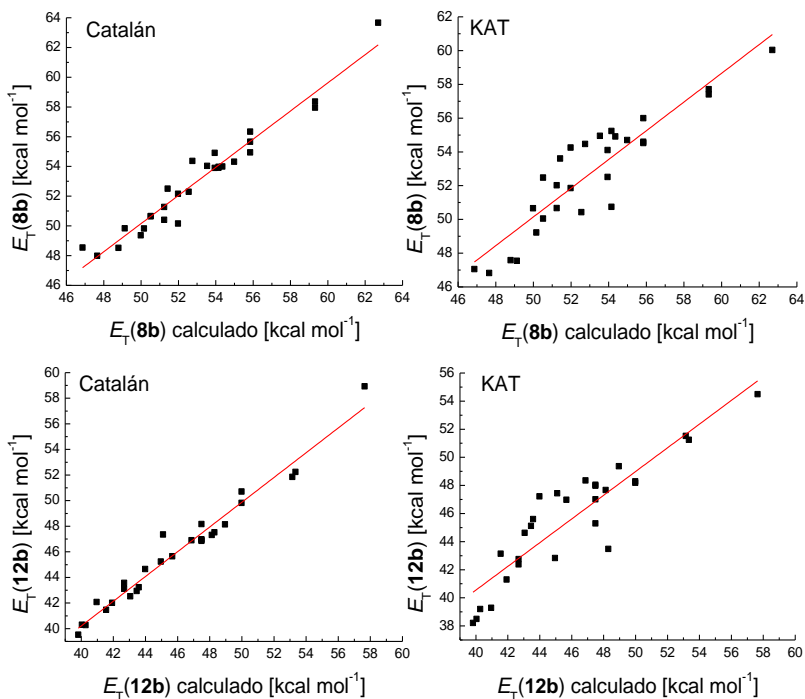 Catalán
64
62
60
58
56
54
52
50
48
46
46 48 50 52 54 56 58 60 62 64
E_T(8b) [kcal mol⁻¹]
E_T(8b) calculado [kcal mol⁻¹]
KAT
62
60
58
56
54
52
50
48
46
46 48 50 52 54 56 58 60 62 64
E_T(8b) [kcal mol⁻¹]
E_T(8b) calculado [kcal mol⁻¹]
Catalán
60
58
56
54
52
50
48
46
44
42
40
40 42 44 46 48 50 52 54 56 58 60
E_T(12b) [kcal mol⁻¹]
E_T(12b) calculado [kcal mol⁻¹]
KAT
56
54
52
50
48
46
44
42
40
38
40 42 44 46 48 50 52 54 56 58 60
E_T(12b) [kcal mol⁻¹]
E_T(12b) calculado [kcal mol⁻¹]